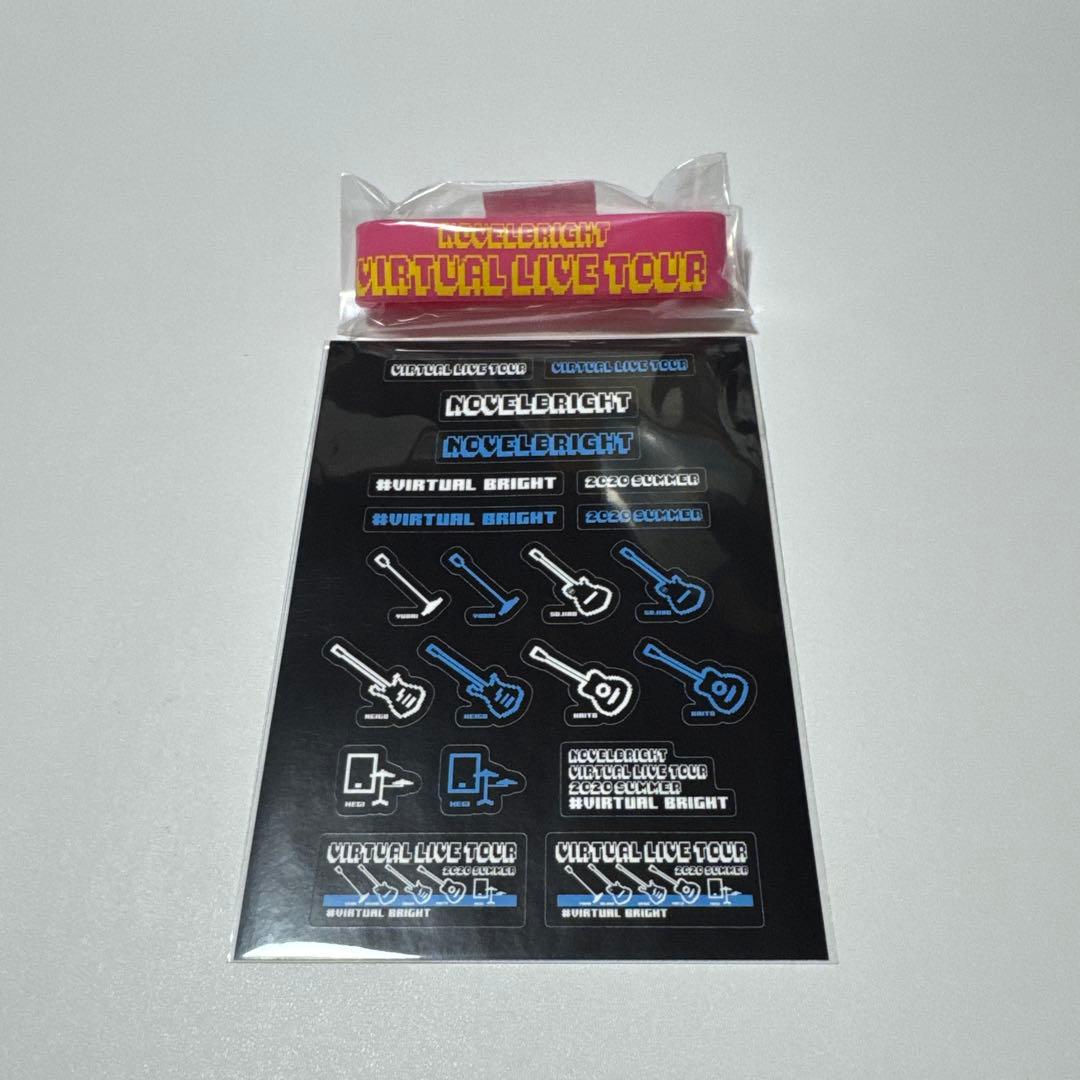 NOVELBRIGHT
VIRTUAL LIVE TOUR
VIRTUAL LIVE TOUR VIRTUAL LIVE TOUR
NOVELBRIGHT
NOVELBRIGHT
#VIRTUAL BRIGHT 2020 SUMMER
#VIRTUAL BRIGHT 2020 SUMMER
YUDAI YUDAI SOJIRO SOJIRO
KEIGO KEIGO KAITO KAITO
NEGI NEGI
NOVELBRIGHT
VIRTUAL LIVE TOUR
2020 SUMMER
#VIRTUAL BRIGHT
VIRTUAL LIVE TOUR
2020 SUMMER
#VIRTUAL BRIGHT
VIRTUAL LIVE TOUR
2020 SUMMER
#VIRTUAL BRIGHT